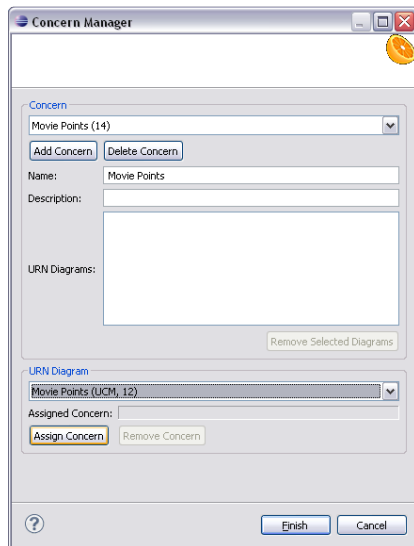 Concern Manager
Concern
Movie Points (14)
Add Concern Delete Concern
Name: Movie Points
Description:
URN Diagrams:
Remove Selected Diagrams
URN Diagram
Movie Points (UCM, 12)
Assigned Concern:
Assign Concern Remove Concern
? Finish Cancel